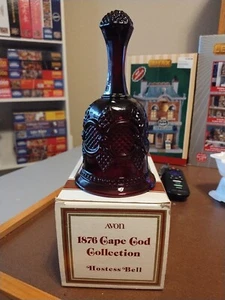 AVON
1876 Cape Cod
Collection
Hostess Bell